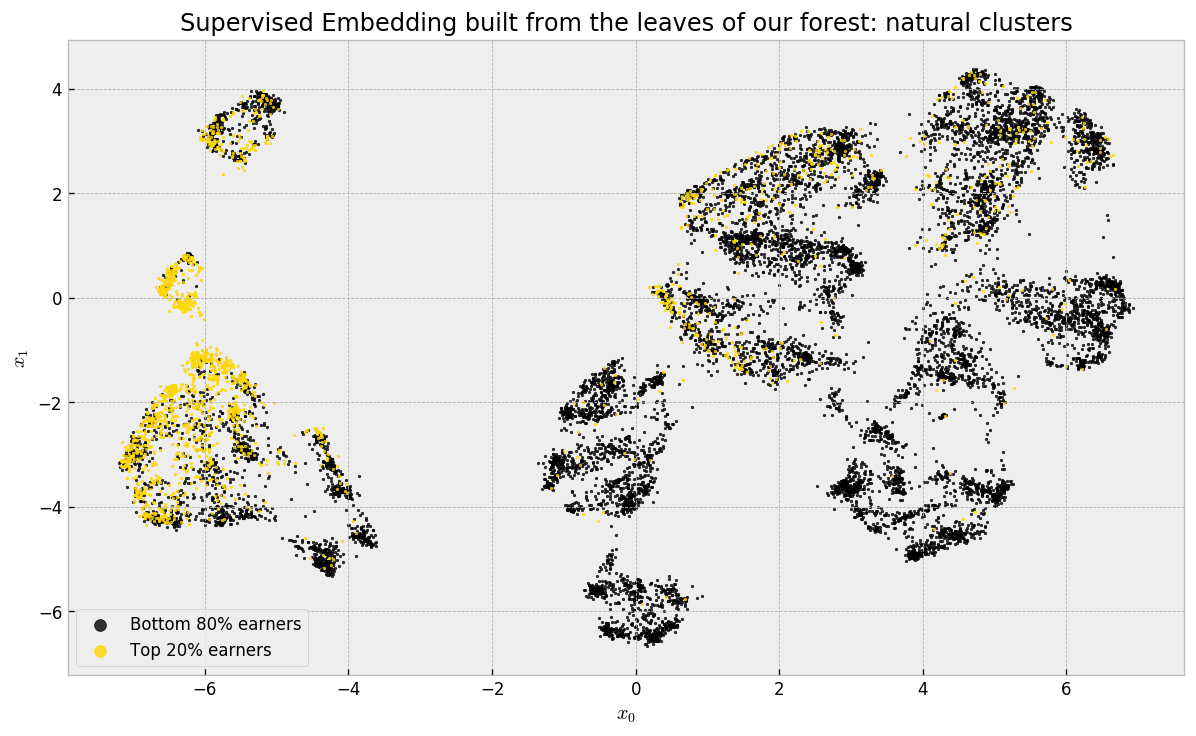 Supervised Embedding built from the leaves of our forest: natural clusters
4
2
0
−2
−4
−6
x₁
Bottom 80% earners
Top 20% earners
−6 −4 −2 0 2 4 6
x₀